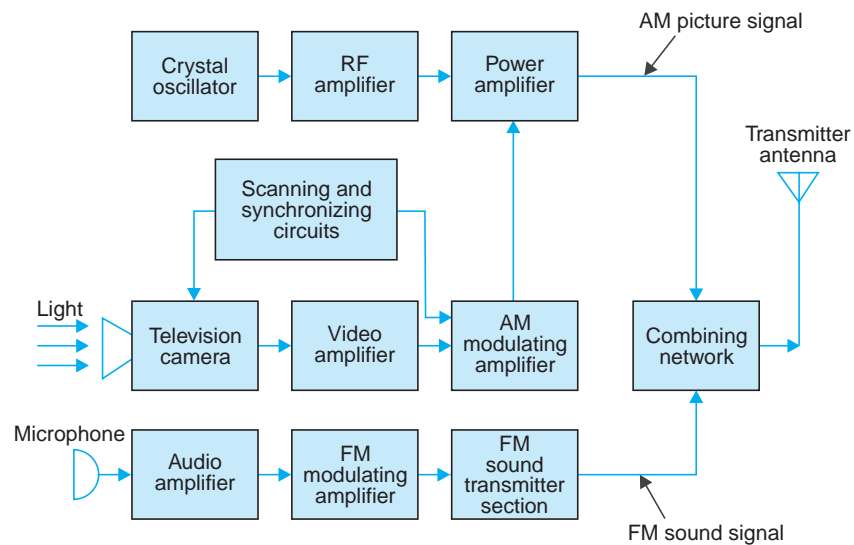 AM picture signal
Crystal
oscillator
RF
amplifier
Power
amplifier
Transmitter
antenna
Scanning and
synchronizing
circuits
Light
Television
camera
Video
amplifier
AM
modulating
amplifier
Combining
network
Microphone
Audio
amplifier
FM
modulating
amplifier
FM
sound
transmitter
section
FM sound signal